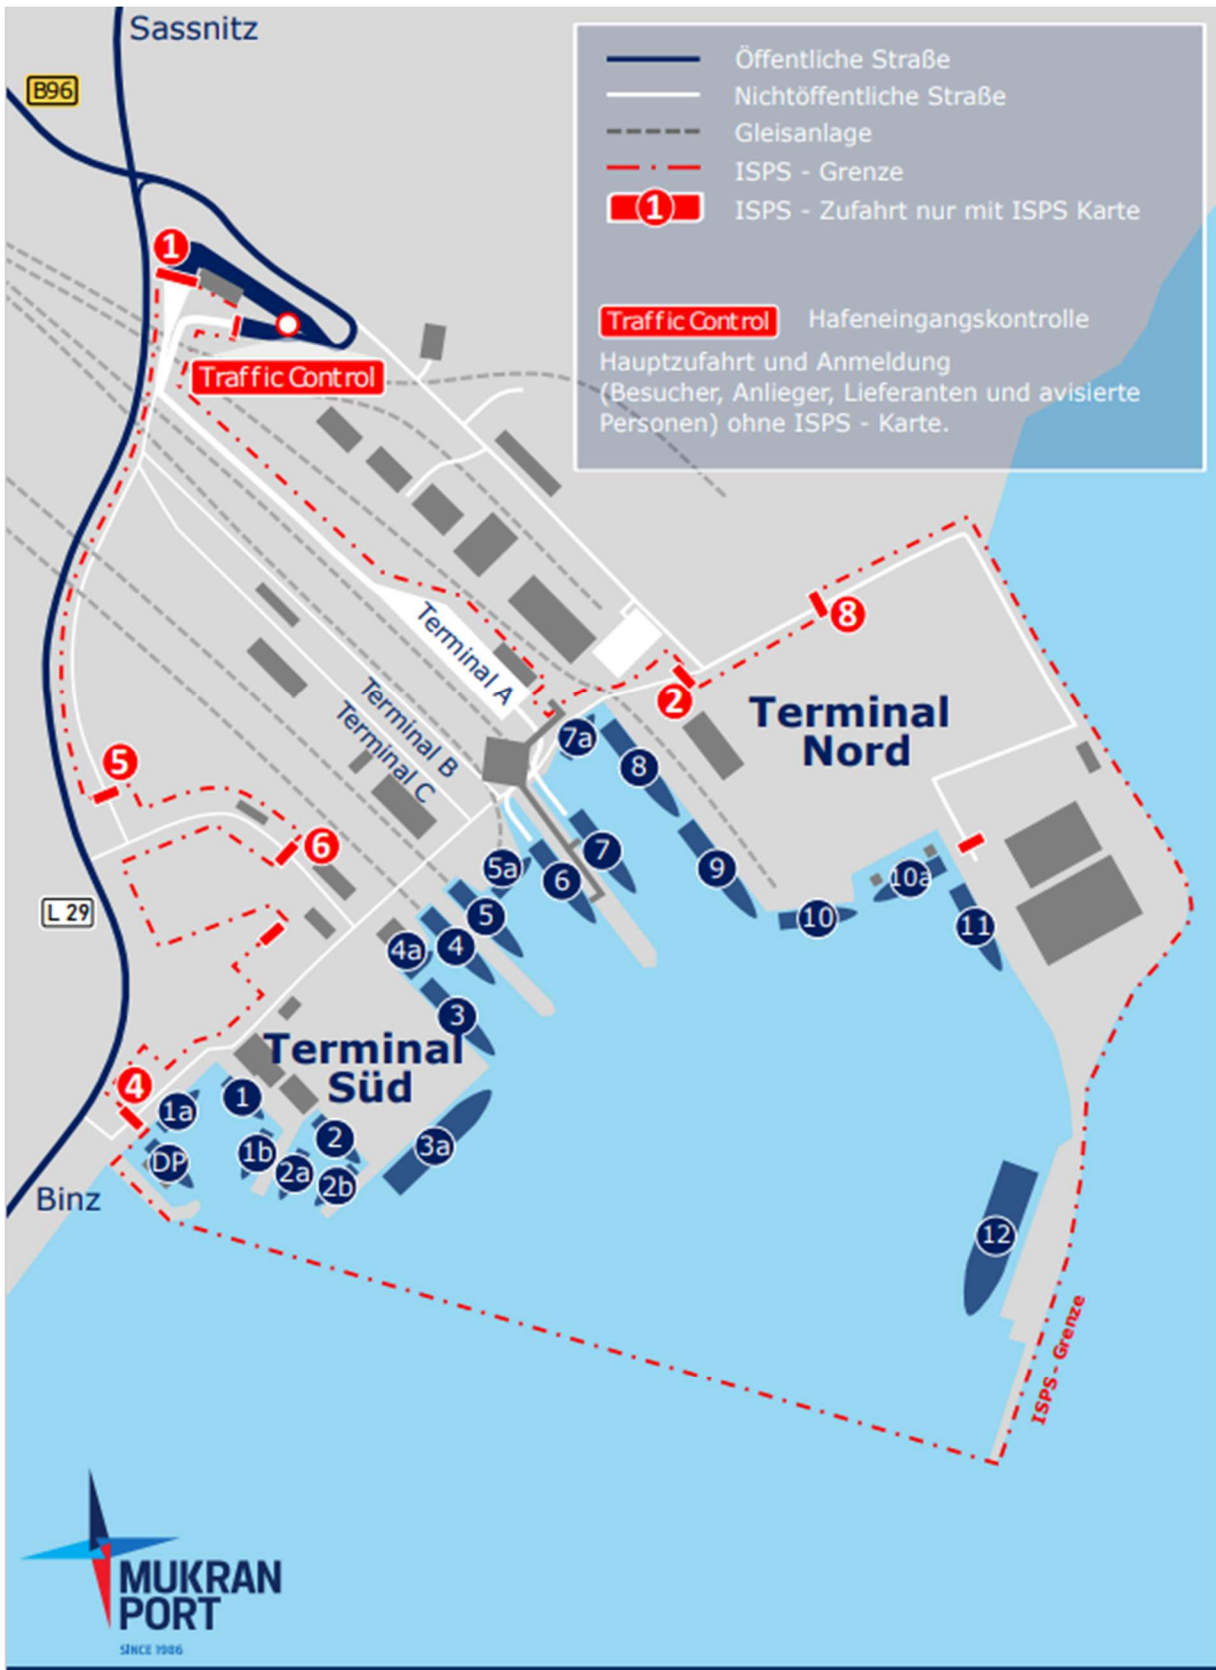 Sassnitz
B96
Öffentliche Straße
Nichtöffentliche Straße
Gleisanlage
ISPS - Grenze
1
ISPS - Zufahrt nur mit ISPS Karte
Traffic Control
Hafeneingangskontrolle
Hauptzufahrt und Anmeldung
(Besucher, Anlieger, Lieferanten und avisierte
Personen) ohne ISPS - Karte.
1
Traffic Control
8
Terminal A
2
Terminal
Nord
Terminal B
Terminal C
7a
8
5
6
7
9
5a
6
10a
10
11
L 29
5
4
4a
3
Terminal
Süd
4
1
1a
2
3a
1b
DP
2a
2b
Binz
12
ISPS - Grenze
MUKRAN
PORT
SINCE 1986